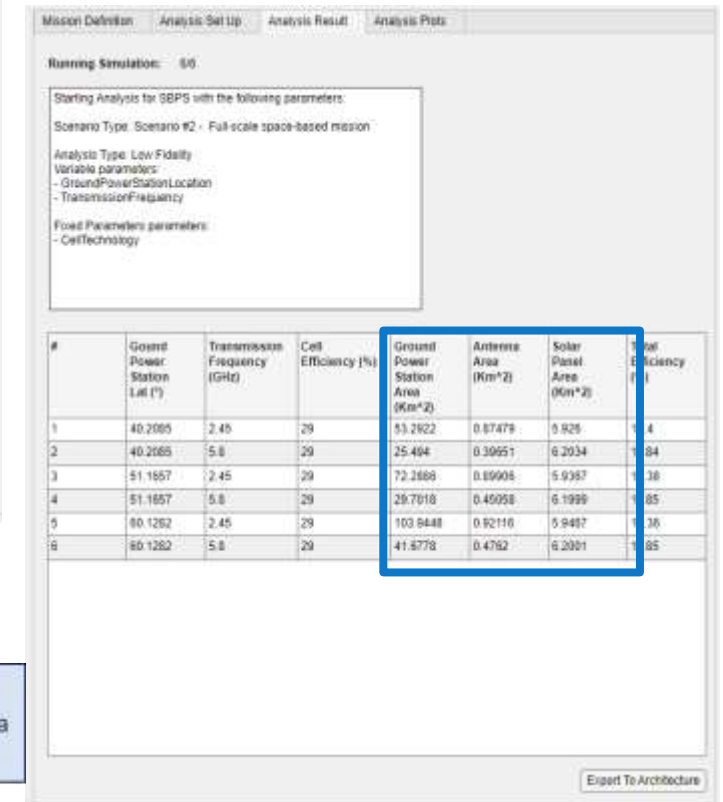 Mission Definition Analysis Set Up Analysis Result Analysis Plots
Running Simulation: 6/6
Starting Analysis for SBPS with the following parameters:
Scenario Type: Scenario #2 - Full-scale space-based mission
Analysis Type: Low Fidelity
Variable parameters:
- GroundPowerStationLocation
- TransmissionFrequency
Fixed Parameters parameters:
- CellTechnology
# Gound Power Station Lat (°) Transmission Frequency (GHz) Cell Efficiency (%) Ground Power Station Area (Km^2) Antenna Area (Km^2) Solar Panel Area (Km^2)
1 40.2085 2.45 29 53.2922 0.87479 5.926
2 40.2085 5.8 29 25.494 0.39651 6.2034
3 51.1657 2.45 29 72.2886 0.89906 5.9367
4 51.1657 5.8 29 29.7018 0.45058 6.1999
5 60.1282 2.45 29 103.9448 0.92116 5.9487
6 60.1282 5.8 29 41.6778 0.4762 6.2001
a
Export To Architecture